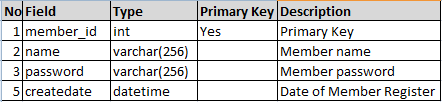 No Field Type Primary Key Description
1 member_id int Yes Primary Key
2 name varchar(256) Member name
3 password varchar(256) Member password
5 createdate datetime Date of Member Register